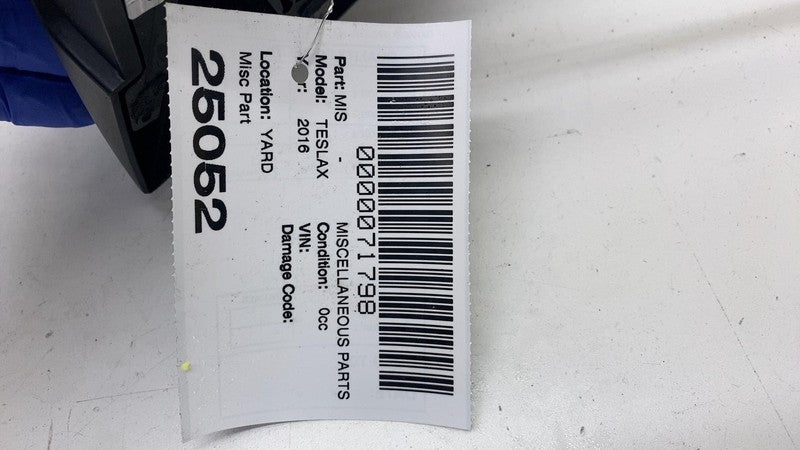 0000071798
Part: MIS - MISCELLANEOUS PARTS
Model: TESLAX Condition: 0cc
2016 VIN:
Damage Code:
Location: YARD
Misc Part
25052